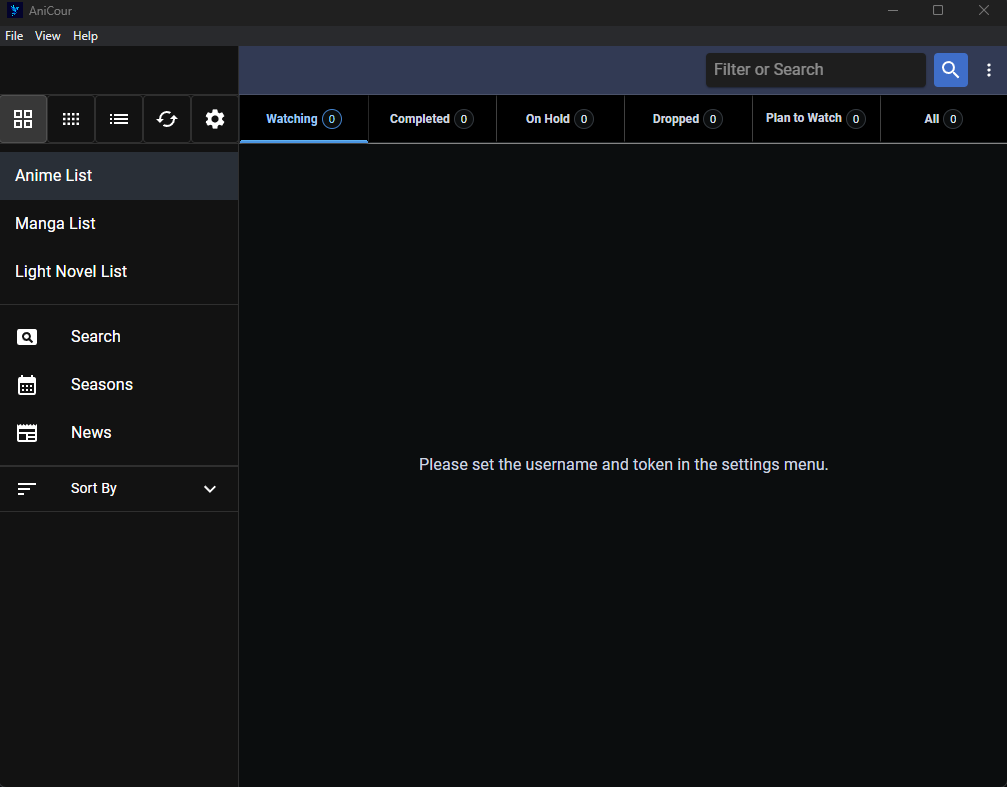 AniCour
File View Help
Filter or Search
Watching 0 Completed 0 On Hold 0 Dropped 0 Plan to Watch 0 All 0
Anime List
Manga List
Light Novel List
Search
Seasons
News
Sort By
Please set the username and token in the settings menu.